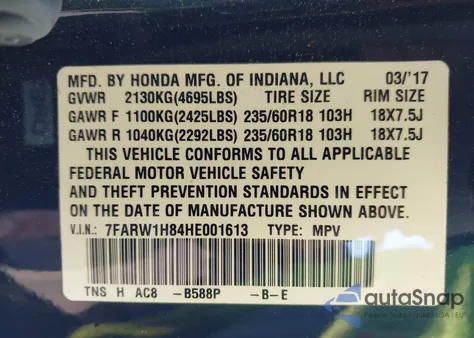 MFD. BY HONDA MFG. OF INDIANA, LLC 03/'17
GVWR 2130KG(4695LBS) TIRE SIZE RIM SIZE
GAWR F 1100KG(2425LBS) 235/60R18 103H 18X7.5J
GAWR R 1040KG(2292LBS) 235/60R18 103H 18X7.5J
THIS VEHICLE CONFORMS TO ALL APPLICABLE
FEDERAL MOTOR VEHICLE SAFETY
AND THEFT PREVENTION STANDARDS IN EFFECT
ON THE DATE OF MANUFACTURE SHOWN ABOVE.
V.I.N.: 7FARW1H84HE001613 TYPE: MPV
TNS H AC8 -B588P -B-E
autoSnap